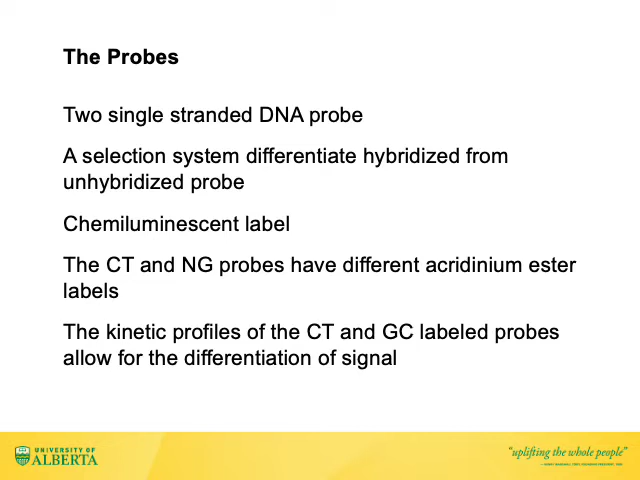 The Probes
Two single stranded DNA probe
A selection system differentiate hybridized from
unhybridized probe
Chemiluminescent label
The CT and NG probes have different acridinium ester
labels
The kinetic profiles of the CT and GC labeled probes
allow for the differentiation of signal
UNIVERSITY OF
ALBERTA
"uplifting the whole people"